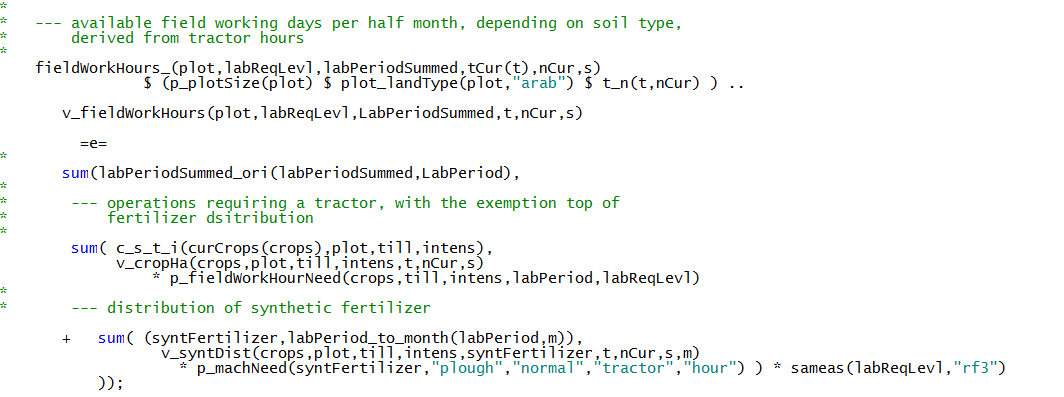 *
*    --- available field working days per half month, depending on soil type,
*        derived from tractor hours
*
    fieldWorkHours_(plot,labReqLevl,labPeriodSummed,tCur(t),nCur,s)
                $ (p_plotSize(plot) $ plot_landType(plot,"arab") $ t_n(t,nCur) ) ..
       v_fieldWorkHours(plot,labReqLevl,LabPeriodSummed,t,nCur,s)
         =e=
*
       sum(labPeriodSummed_ori(labPeriodSummed,LabPeriod),
*
*        --- operations requiring a tractor, with the exemption top of
*            fertilizer dsitribution
*
        sum( c_s_t_i(curCrops(crops),plot,till,intens),
             v_cropHa(crops,plot,till,intens,t,nCur,s)
                 * p_fieldWorkHourNeed(crops,till,intens,labPeriod,labReqLevl)
*
*        --- distribution of synthetic fertilizer
       +   sum( (syntFertilizer,labPeriod_to_month(labPeriod,m)),
                  v_syntDist(crops,plot,till,intens,syntFertilizer,t,nCur,s,m)
                    * p_machNeed(syntFertilizer,"plough","normal","tractor","hour") ) * sameas(labReqLevl,"rf3")
           ));